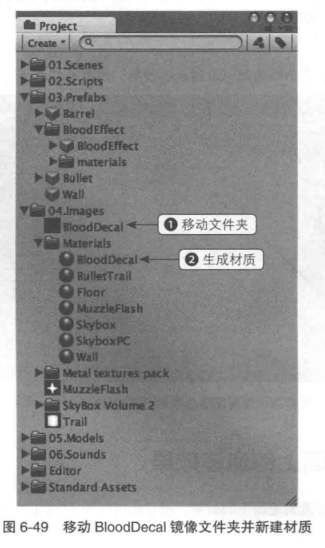 Project
Create
01.Scenes
02.Scripts
03.Prefabs
Barrel
BloodEffect
BloodEffect
materials
Bullet
Wall
04.Images
BloodDecal
❶ 移动文件夹
Materials
BloodDecal
❷ 生成材质
BulletTrail
Floor
MuzzleFlash
Skybox
SkyboxPC
Wall
Metal textures pack
MuzzleFlash
SkyBox Volume 2
Trail
05.Models
06.Sounds
Editor
Standard Assets
图 6-49 移动 BloodDecal 镜像文件夹并新建材质